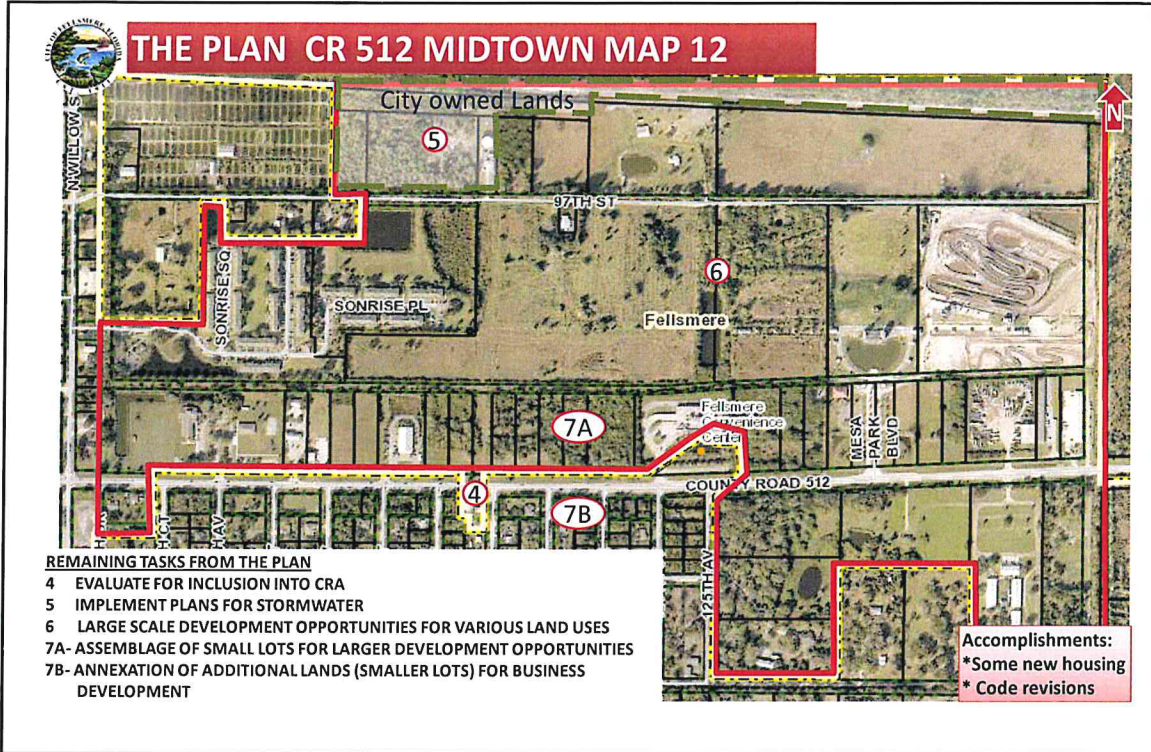 THE PLAN CR 512 MIDTOWN MAP 12
City owned Lands
N
N WILLOW S
5
97TH ST
SONRISE SQ
SONRISE PL
6
Fellsmere
7A
Fellsmere
Convenience
Center
MESA
PARK
BLVD
4
7B
COUNTY ROAD 512
H CT
H AV
125TH AV
REMAINING TASKS FROM THE PLAN
4 EVALUATE FOR INCLUSION INTO CRA
5 IMPLEMENT PLANS FOR STORMWATER
6 LARGE SCALE DEVELOPMENT OPPORTUNITIES FOR VARIOUS LAND USES
7A- ASSEMBLAGE OF SMALL LOTS FOR LARGER DEVELOPMENT OPPORTUNITIES
7B- ANNEXATION OF ADDITIONAL LANDS (SMALLER LOTS) FOR BUSINESS
DEVELOPMENT
Accomplishments:
*Some new housing
* Code revisions